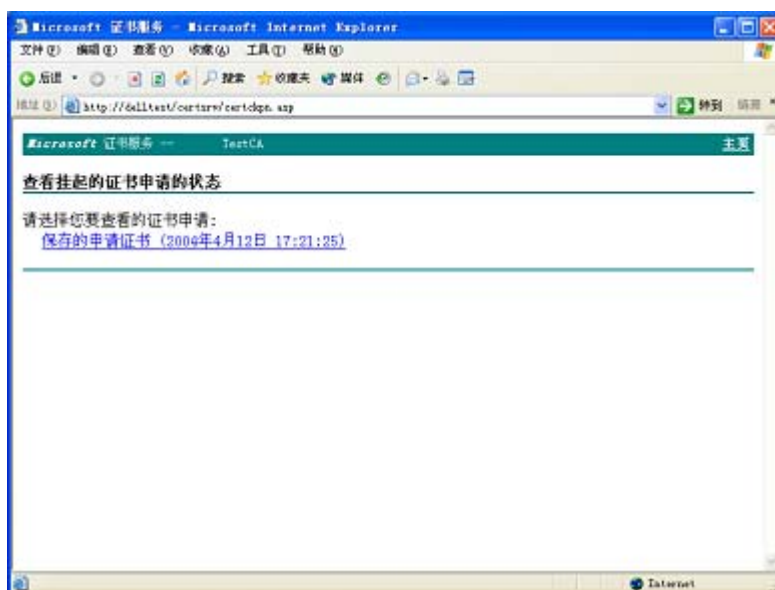 Microsoft 证书服务 - Microsoft Internet Explorer
文件(F) 编辑(E) 查看(V) 收藏(A) 工具(T) 帮助(H)
后退 搜索 收藏夹 媒体
地址(D) http://delltest/certsrv/certckpn.asp 转到 链接
Microsoft 证书服务 -- TestCA 主页
查看挂起的证书申请的状态
请选择您要查看的证书申请:
保存的申请证书 (2004年4月12日 17:21:25)
Internet